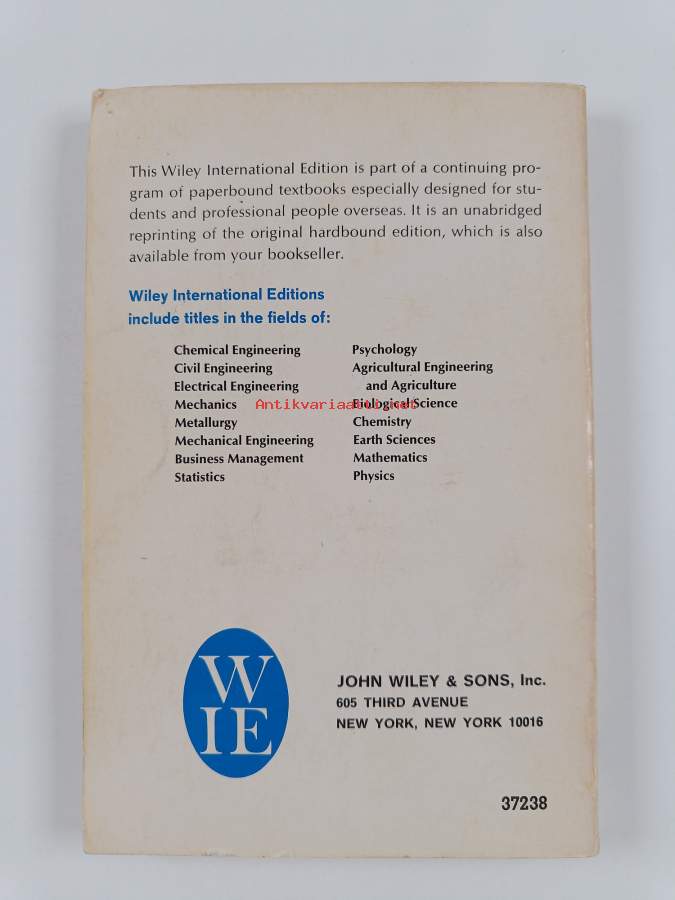 This Wiley International Edition is part of a continuing pro-
gram of paperbound textbooks especially designed for stu-
dents and professional people overseas. It is an unabridged
reprinting of the original hardbound edition, which is also
available from your bookseller.
Wiley International Editions
include titles in the fields of:
Chemical Engineering
Civil Engineering
Electrical Engineering
Mechanics
Metallurgy
Mechanical Engineering
Business Management
Statistics
Psychology
Agricultural Engineering
and Agriculture
Biological Science
Chemistry
Earth Sciences
Mathematics
Physics
Antikvariaatti.net
W
IE
JOHN WILEY & SONS, Inc.
605 THIRD AVENUE
NEW YORK, NEW YORK 10016
37238